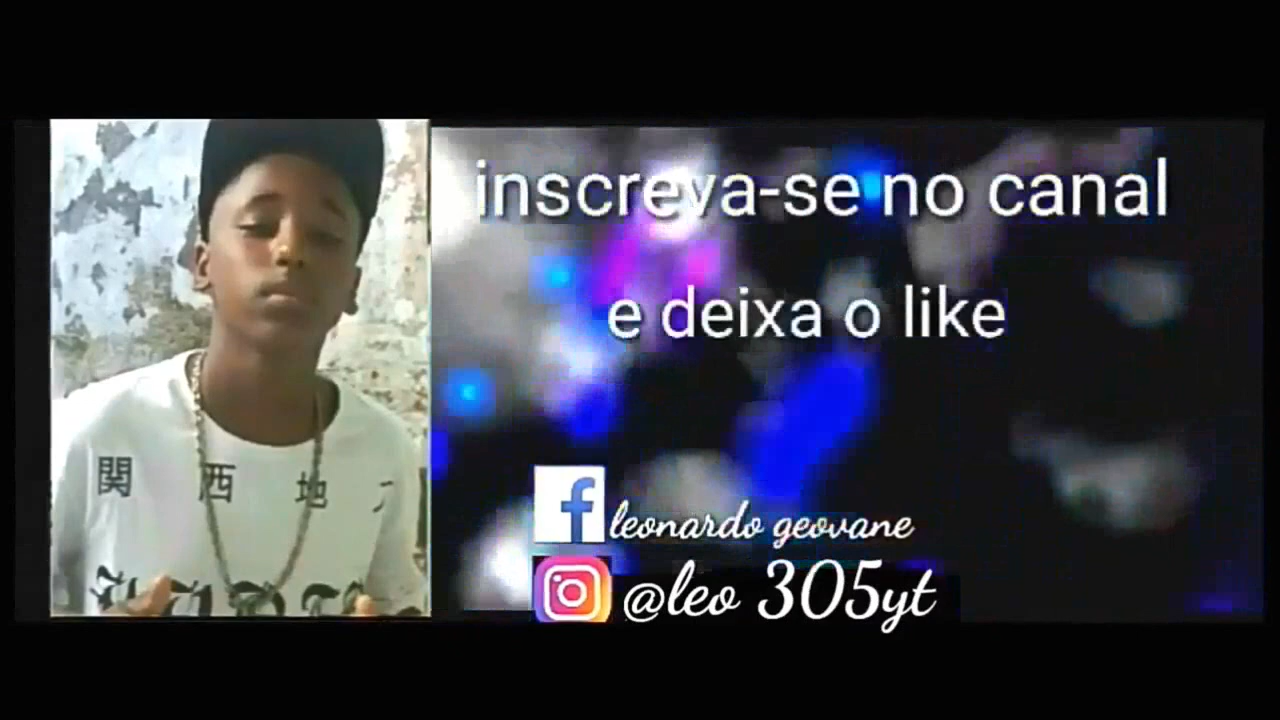 inscreva-se no canal
e deixa o like
関 西 地
leonardo geovane
@leo 305yt